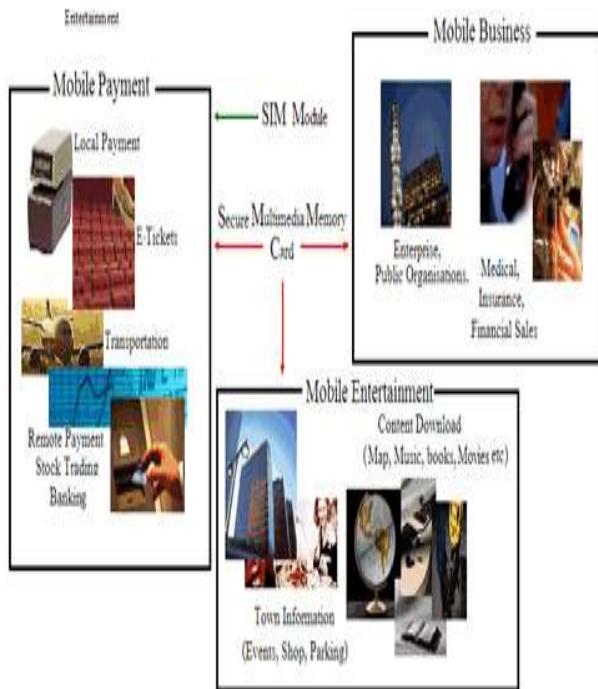 Entertainment
Mobile Payment
Local Payment
E-Tickets
Transportation
Remote Payment
Stock Trading
Banking
SIM Module
Secure Multimedia Memory
Card
Mobile Business
Enterprise,
Public Organisations.
Medical,
Insurance,
Financial Sales
Mobile Entertainment
Content Download
(Map, Music, books, Movies etc)
Town Information
(Events, Shop, Parking)